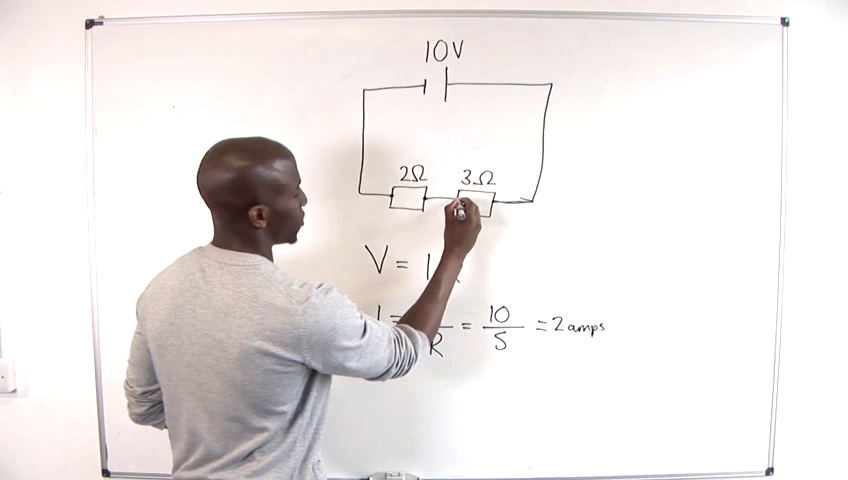 10V
2Ω 3Ω
V = I
I = R = 10 / 5 = 2 amps